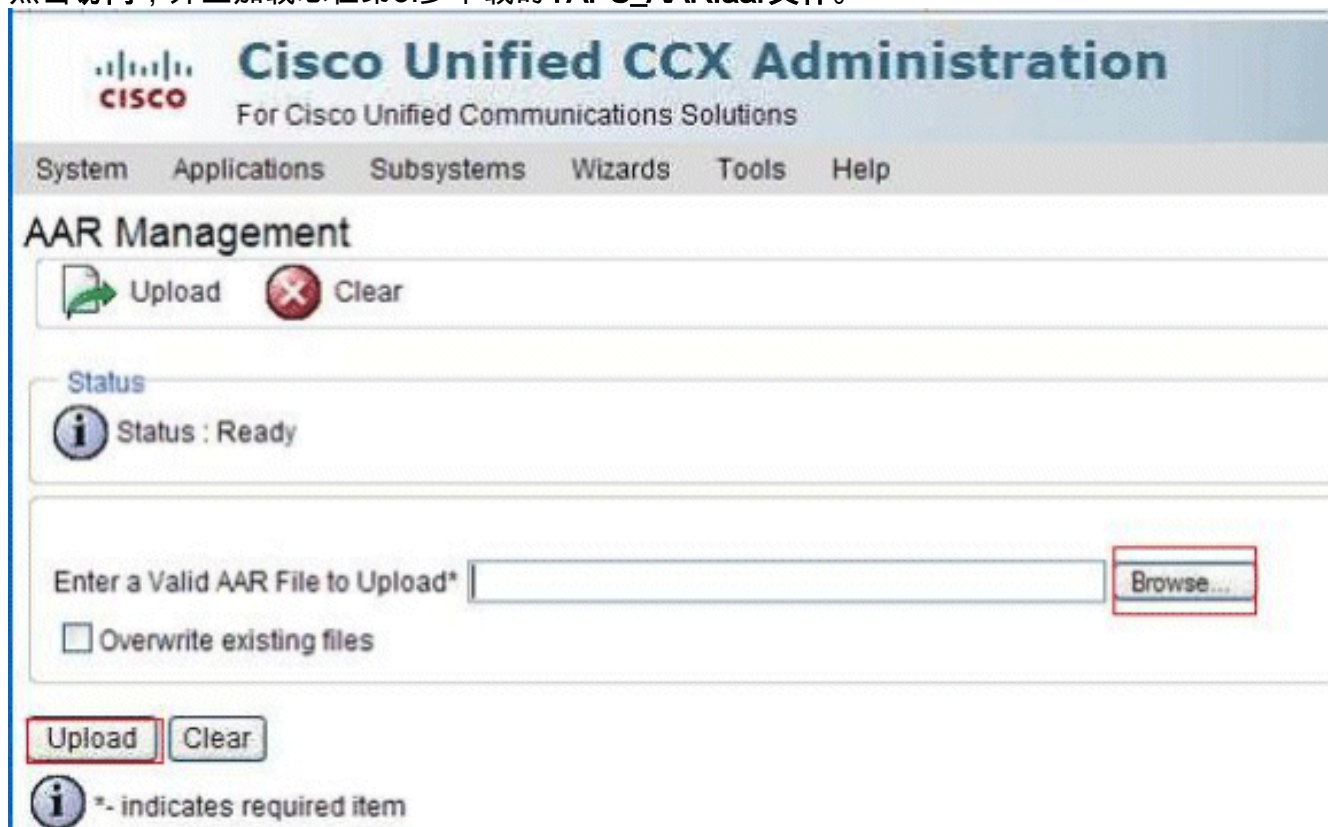 Cisco Unified CCX Administration
CISCO
For Cisco Unified Communications Solutions
System Applications Subsystems Wizards Tools Help
AAR Management
Upload Clear
Status
Status : Ready
Enter a Valid AAR File to Upload* Browse...
Overwrite existing files
Upload Clear
*- indicates required item